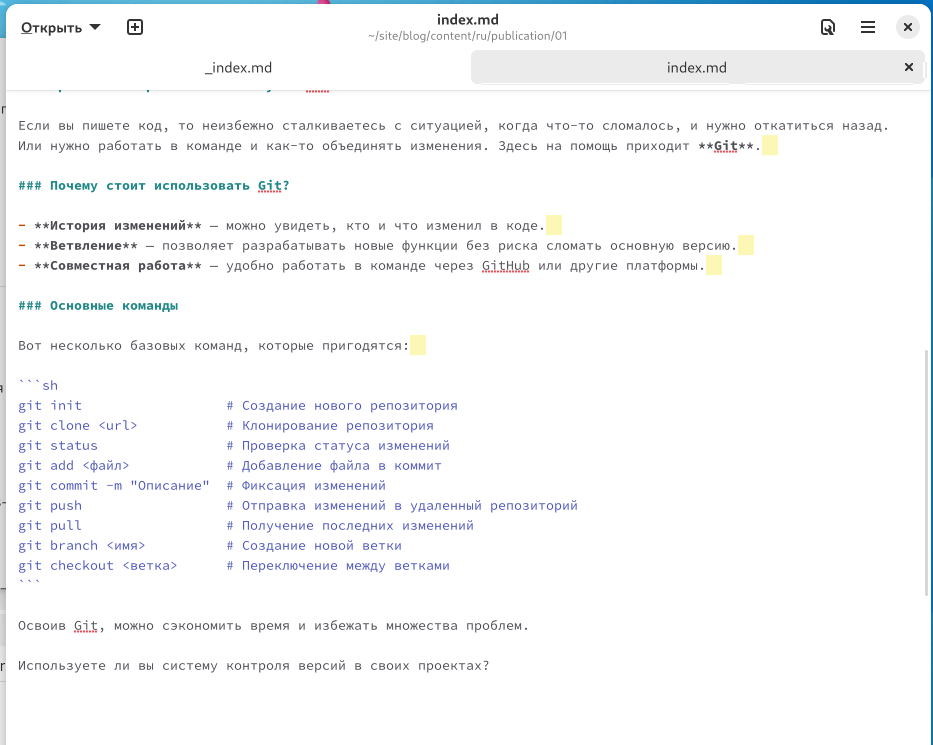 Открыть
index.md
~/site/blog/content/ru/publication/01
_index.md
index.md
Если вы пишете код, то неизбежно сталкиваетесь с ситуацией, когда что-то сломалось, и нужно откатиться назад.
Или нужно работать в команде и как-то объединять изменения. Здесь на помощь приходит **Git**.
### Почему стоит использовать Git?
- **История изменений** — можно увидеть, кто и что изменил в коде.
- **Ветвление** — позволяет разрабатывать новые функции без риска сломать основную версию.
- **Совместная работа** — удобно работать в команде через GitHub или другие платформы.
### Основные команды
Вот несколько базовых команд, которые пригодятся:
```sh
git init # Создание нового репозитория
git clone <url> # Клонирование репозитория
git status # Проверка статуса изменений
git add <файл> # Добавление файла в коммит
git commit -m "Описание" # Фиксация изменений
git push # Отправка изменений в удаленный репозиторий
git pull # Получение последних изменений
git branch <имя> # Создание новой ветки
git checkout <ветка> # Переключение между ветками
```
Освоив Git, можно сэкономить время и избежать множества проблем.
Используете ли вы систему контроля версий в своих проектах?